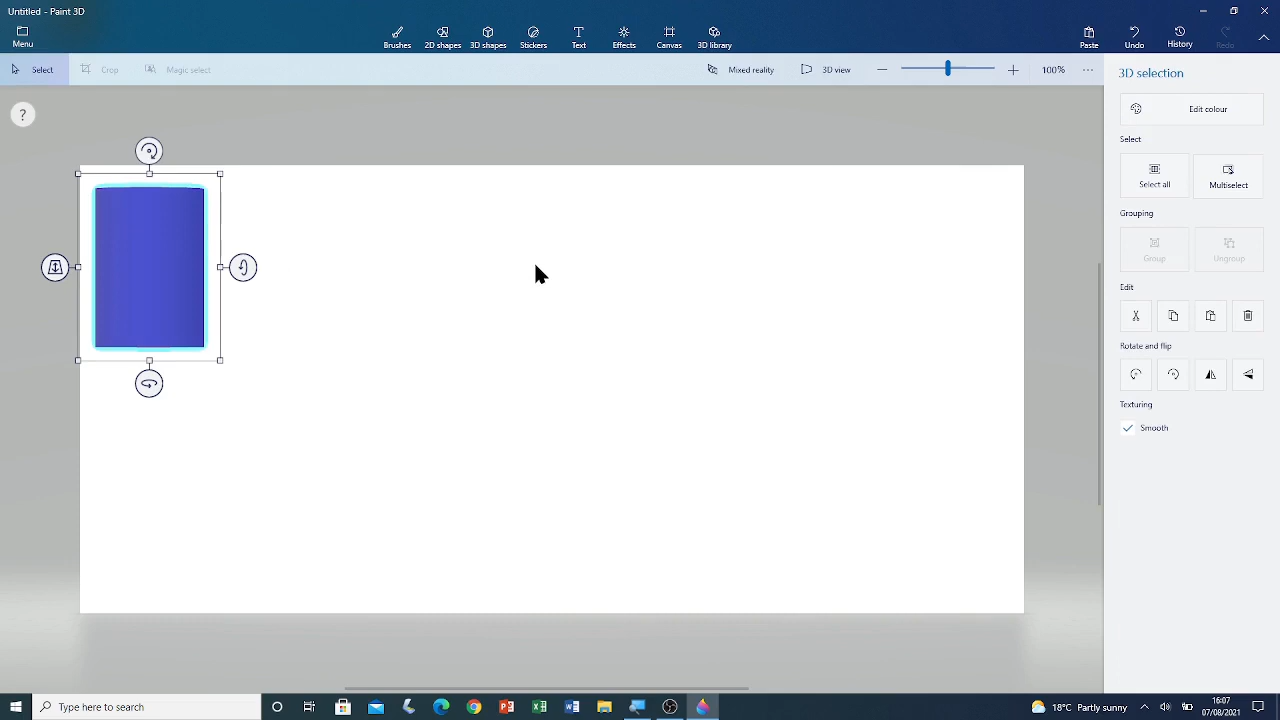 Untitled - Paint 3D
Menu
Brushes
2D shapes
3D shapes
Stickers
Text
Effects
Canvas
3D library
Paste
Undo
History
Redo
Select
Crop
Magic select
Mixed reality
3D view
100%
?
3D selection
Edit colour
Select
Select all
Multiselect
Grouping
Group
Ungroup
Edit
Rotate and flip
Texturing
Smooth
Type here to search
18°C Partly sunny
16:07
07/08/2021